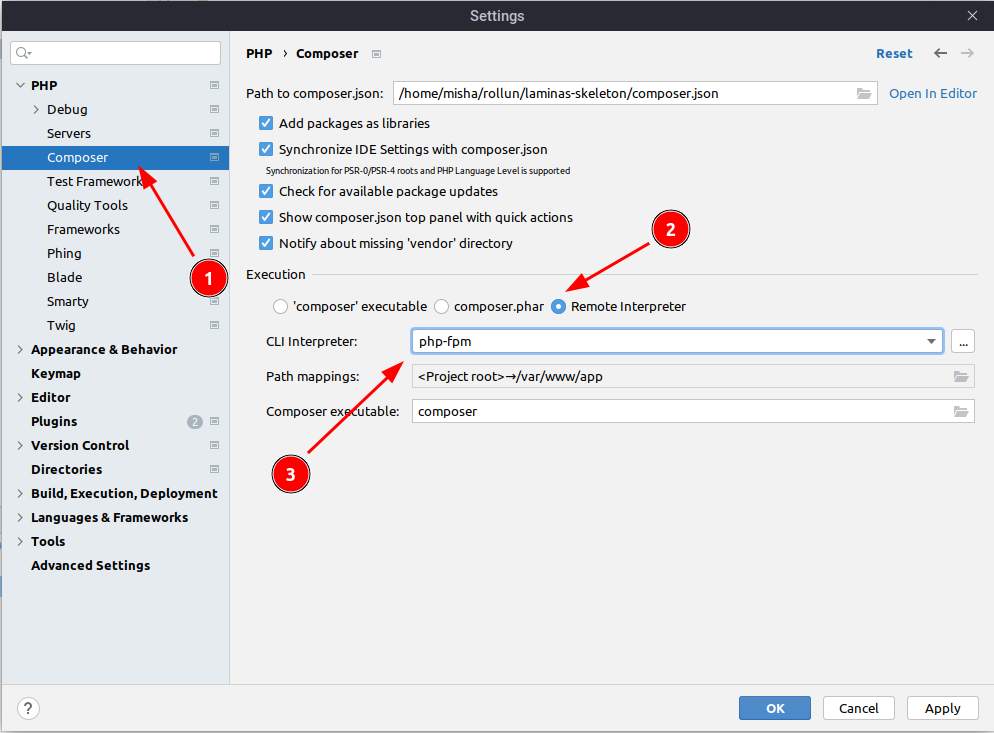 Settings
PHP › Composer
Reset
PHP
Debug
Servers
Composer
Test Framework
Quality Tools
Frameworks
Phing
Blade
Smarty
Twig
Appearance & Behavior
Keymap
Editor
Plugins 2
Version Control
Directories
Build, Execution, Deployment
Languages & Frameworks
Tools
Advanced Settings
Path to composer.json: /home/misha/rollun/laminas-skeleton/composer.json Open In Editor
Add packages as libraries
Synchronize IDE Settings with composer.json
Synchronization for PSR-0/PSR-4 roots and PHP Language Level is supported
Check for available package updates
Show composer.json top panel with quick actions
Notify about missing 'vendor' directory
Execution
'composer' executable composer.phar Remote Interpreter
CLI Interpreter: php-fpm ...
Path mappings: <Project root>→/var/www/app
Composer executable: composer
1
2
3
? OK Cancel Apply